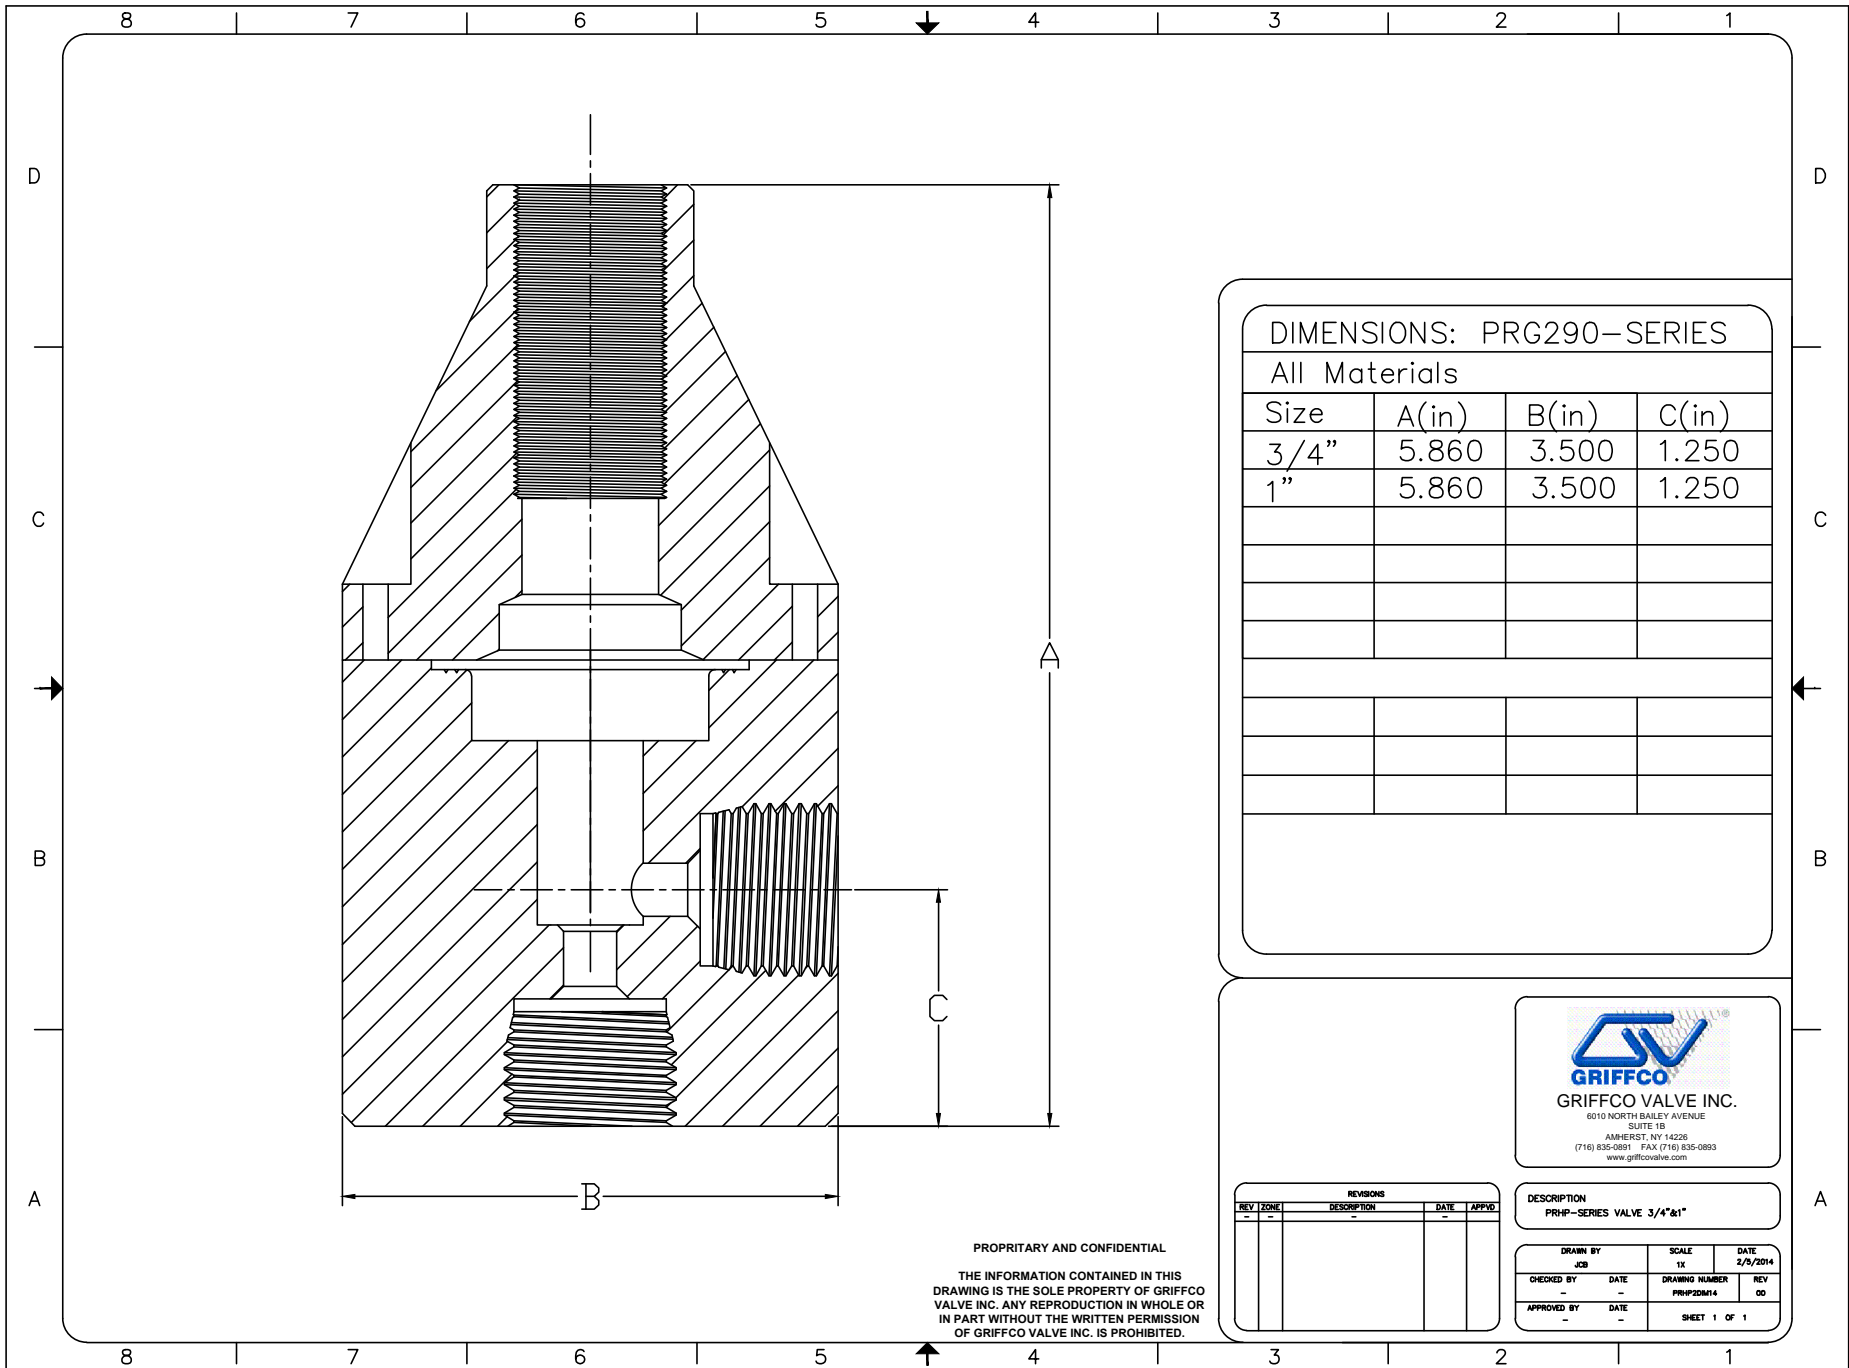 8 7 6 5 4 3 2 1
D D
C C
B B
A A
A
C
B
DIMENSIONS: PRG290-SERIES
All Materials
Size A(in) B(in) C(in)
3/4" 5.860 3.500 1.250
1" 5.860 3.500 1.250
®
GRIFFCO
GRIFFCO VALVE INC.
6010 NORTH BAILEY AVENUE
SUITE 1B
AMHERST, NY 14226
(716) 835-0891 FAX (716) 835-0893
www.griffcovalve.com
REVISIONS
REV ZONE DESCRIPTION DATE APPVD
- - - -
DESCRIPTION
PRHP-SERIES VALVE 3/4"&1"
DRAWN BY SCALE DATE
JCB 1X 2/5/2014
CHECKED BY DATE DRAWING NUMBER REV
- - PRHP2DIM14 00
APPROVED BY DATE
- - SHEET 1 OF 1
PROPRITARY AND CONFIDENTIAL
THE INFORMATION CONTAINED IN THIS
DRAWING IS THE SOLE PROPERTY OF GRIFFCO
VALVE INC. ANY REPRODUCTION IN WHOLE OR
IN PART WITHOUT THE WRITTEN PERMISSION
OF GRIFFCO VALVE INC. IS PROHIBITED.
8 7 6 5 4 3 2 1